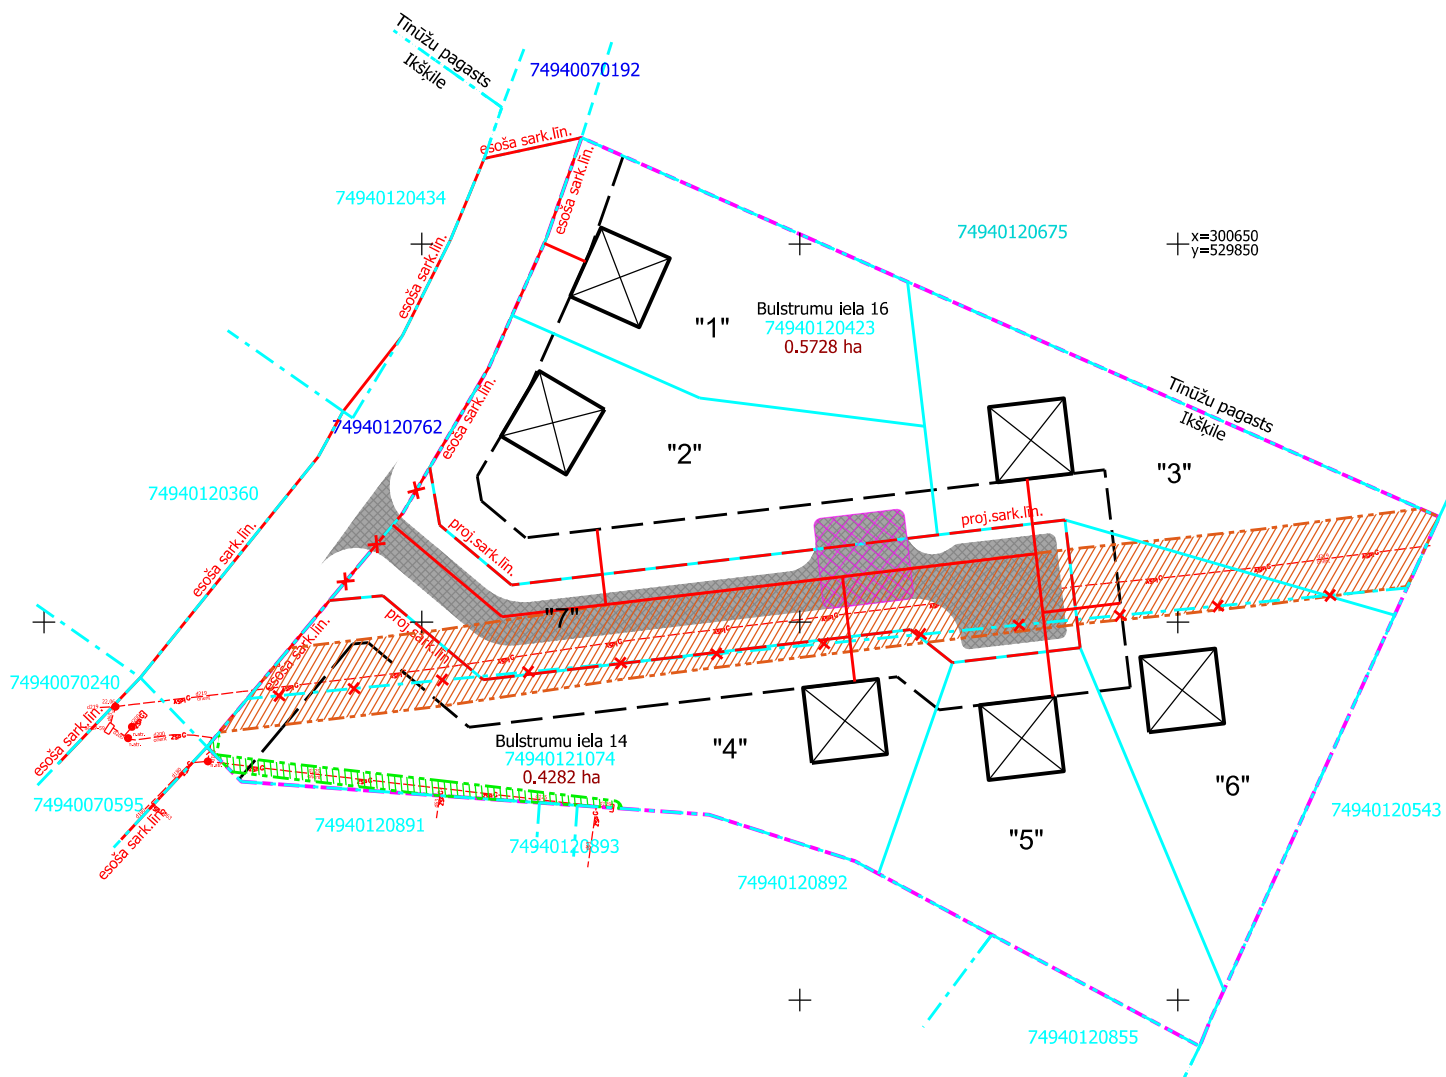 Tinūžu pagasts
Ikšķile
74940070192
esoša sark.līn.
esoša sark.līn.
74940120434
74940120675
x=300650
y=529850
esoša sark.līn.
Bulstrumu iela 16
74940120423
0.5728 ha
"1"
Tinūžu pagasts
Ikšķile
esoša sark.līn.
74940120762
"2"
"3"
74940120360
proj.sark.līn.
proj.sark.līn.
esoša sark.līn.
"7"
proj.sark.līn.
esoša sark.līn.
74940070240
esoša sark.līn.
Bulstrumu iela 14
74940121074
0.4282 ha
"4"
"6"
74940070595
74940120891
74940120893
"5"
74940120543
esoša sark.līn.
74940120892
74940120855